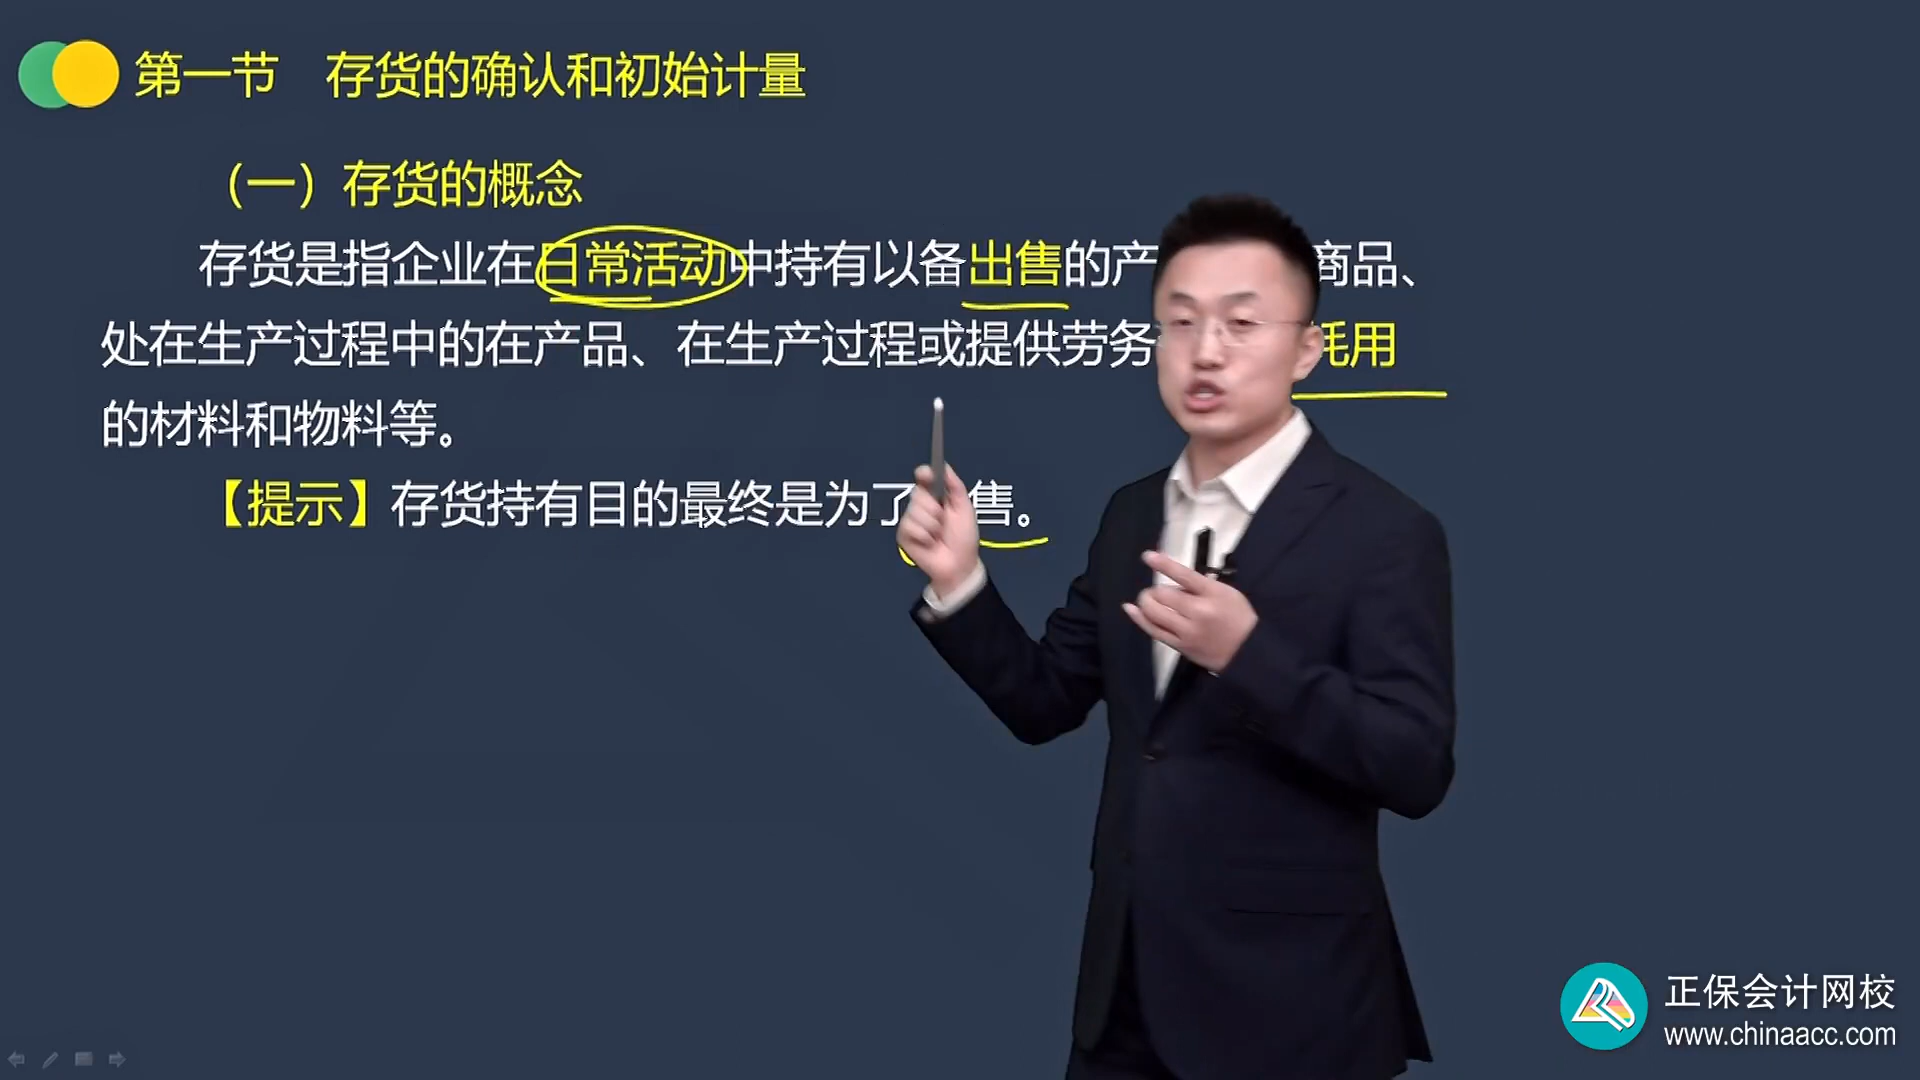 第一节 存货的确认和初始计量
（一）存货的概念
存货是指企业在日常活动中持有以备出售的产 商品、
处在生产过程中的在产品、在生产过程或提供劳务 耗用
的材料和物料等。
【提示】存货持有目的最终是为了 售。
正保会计网校
www.chinaacc.com